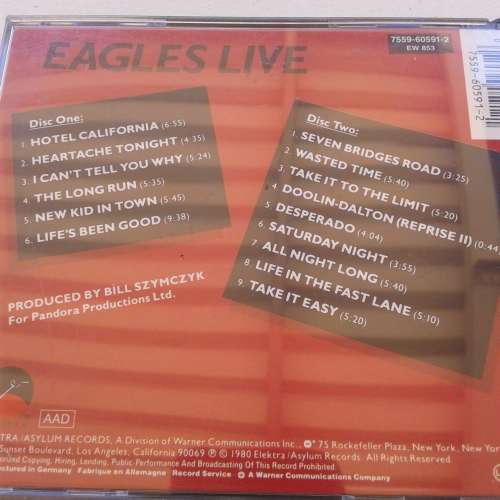 7559-60591-2
EW 853
EAGLES LIVE
7559-60591-2
Disc One:
1. HOTEL CALIFORNIA (6:55)
2. HEARTACHE TONIGHT (4:35)
3. I CAN'T TELL YOU WHY (5:24)
4. THE LONG RUN (5:35)
5. NEW KID IN TOWN (5:45)
6. LIFE'S BEEN GOOD (9:38)
Disc Two:
1. SEVEN BRIDGES ROAD (3:25)
2. WASTED TIME (5:40)
3. TAKE IT TO THE LIMIT (5:20)
4. DOOLIN-DALTON (REPRISE II) (0:44)
5. DESPERADO (4:04)
6. SATURDAY NIGHT (3:55)
7. ALL NIGHT LONG (5:40)
8. LIFE IN THE FAST LANE (5:10)
9. TAKE IT EASY (5:20)
PRODUCED BY BILL SZYMCZYK
For Pandora Productions Ltd.
AAD
TRA/ASYLUM RECORDS, A Division of Warner Communications Inc., 75 Rockefeller Plaza, New York, New Y
Sunset Boulevard, Los Angeles, California 90069 ℗ © 1980 Elektra/Asylum Records. All Rights Reserved.
orized Copying, Hiring, Lending, Public Performance And Broadcasting Of This Record Prohibited.
actured in Germany Fabriqué en Allemagne Record Service A Warner Communications Company